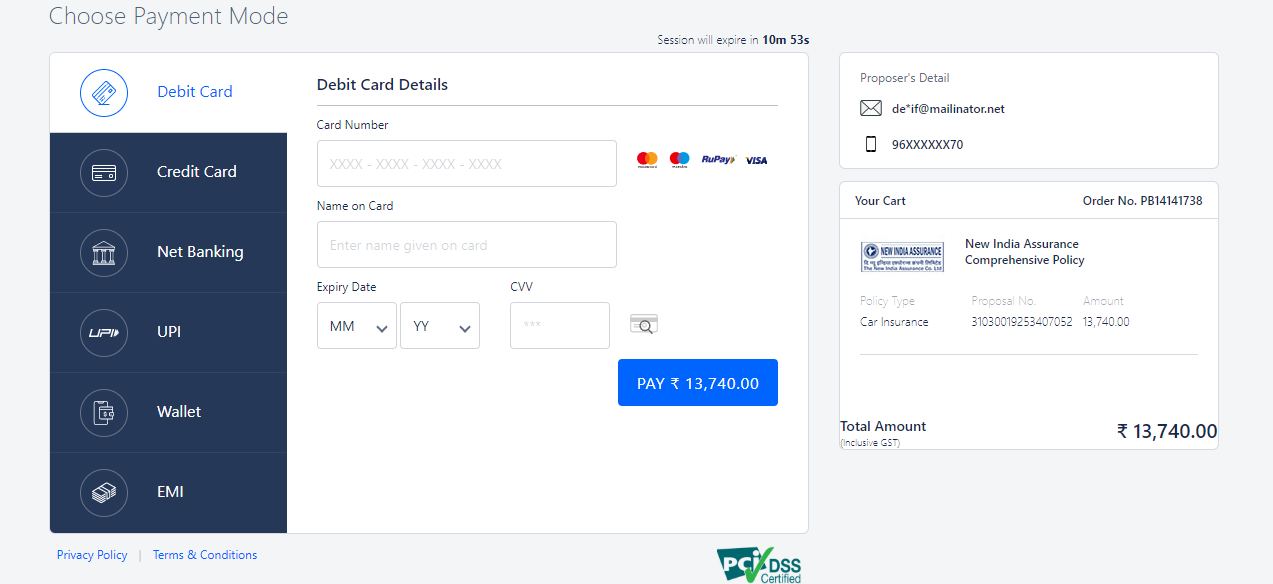 Choose Payment Mode
Session will expire in 10m 53s
Debit Card
Credit Card
Net Banking
UPI
UPI
Wallet
EMI
Debit Card Details
Card Number
XXXX - XXXX - XXXX - XXXX
RuPay VISA
Name on Card
Enter name given on card
Expiry Date
CVV
MM
YY
***
PAY ₹ 13,740.00
Proposer's Detail
de*if@mailinator.net
96XXXXXX70
Your Cart
Order No. PB14141738
NEW INDIA ASSURANCE
The New India Assurance Co. Ltd
New India Assurance
Comprehensive Policy
Policy Type
Proposal No.
Amount
Car Insurance
31030019253407052
13,740.00
Total Amount
(Inclusive GST)
₹ 13,740.00
Privacy Policy | Terms & Conditions
PCI DSS
Certified